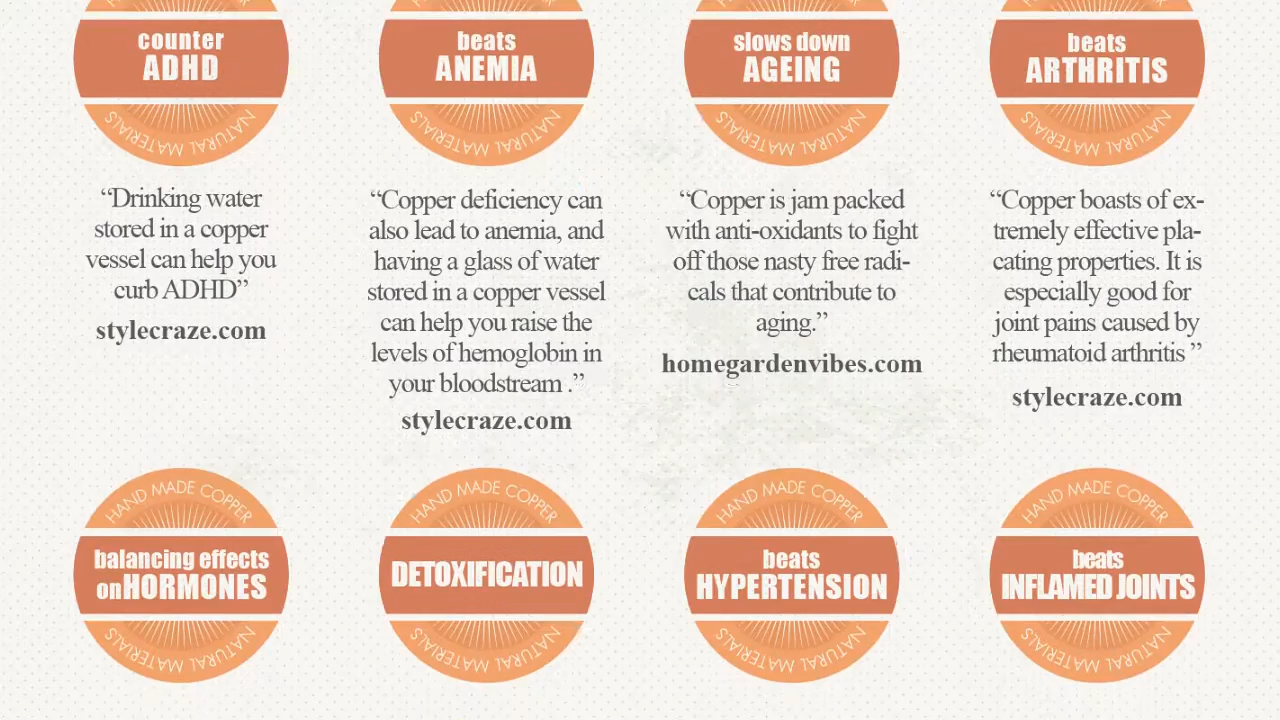 counter
ADHD
NATURAL MATERIALS
beats
ANEMIA
NATURAL MATERIALS
slows down
AGEING
NATURAL MATERIALS
beats
ARTHRITIS
NATURAL MATERIALS
“Drinking water
stored in a copper
vessel can help you
curb ADHD”
stylecraze.com
“Copper deficiency can
also lead to anemia, and
having a glass of water
stored in a copper vessel
can help you raise the
levels of hemoglobin in
your bloodstream .”
stylecraze.com
“Copper is jam packed
with anti-oxidants to fight
off those nasty free radi-
cals that contribute to
aging.”
homegardenvibes.com
“Copper boasts of ex-
tremely effective pla-
cating properties. It is
especially good for
joint pains caused by
rheumatoid arthritis ”
stylecraze.com
HAND MADE COPPER
balancing effects
on HORMONES
NATURAL MATERIALS
HAND MADE COPPER
DETOXIFICATION
NATURAL MATERIALS
HAND MADE COPPER
beats
HYPERTENSION
NATURAL MATERIALS
HAND MADE COPPER
beats
INFLAMED JOINTS
NATURAL MATERIALS